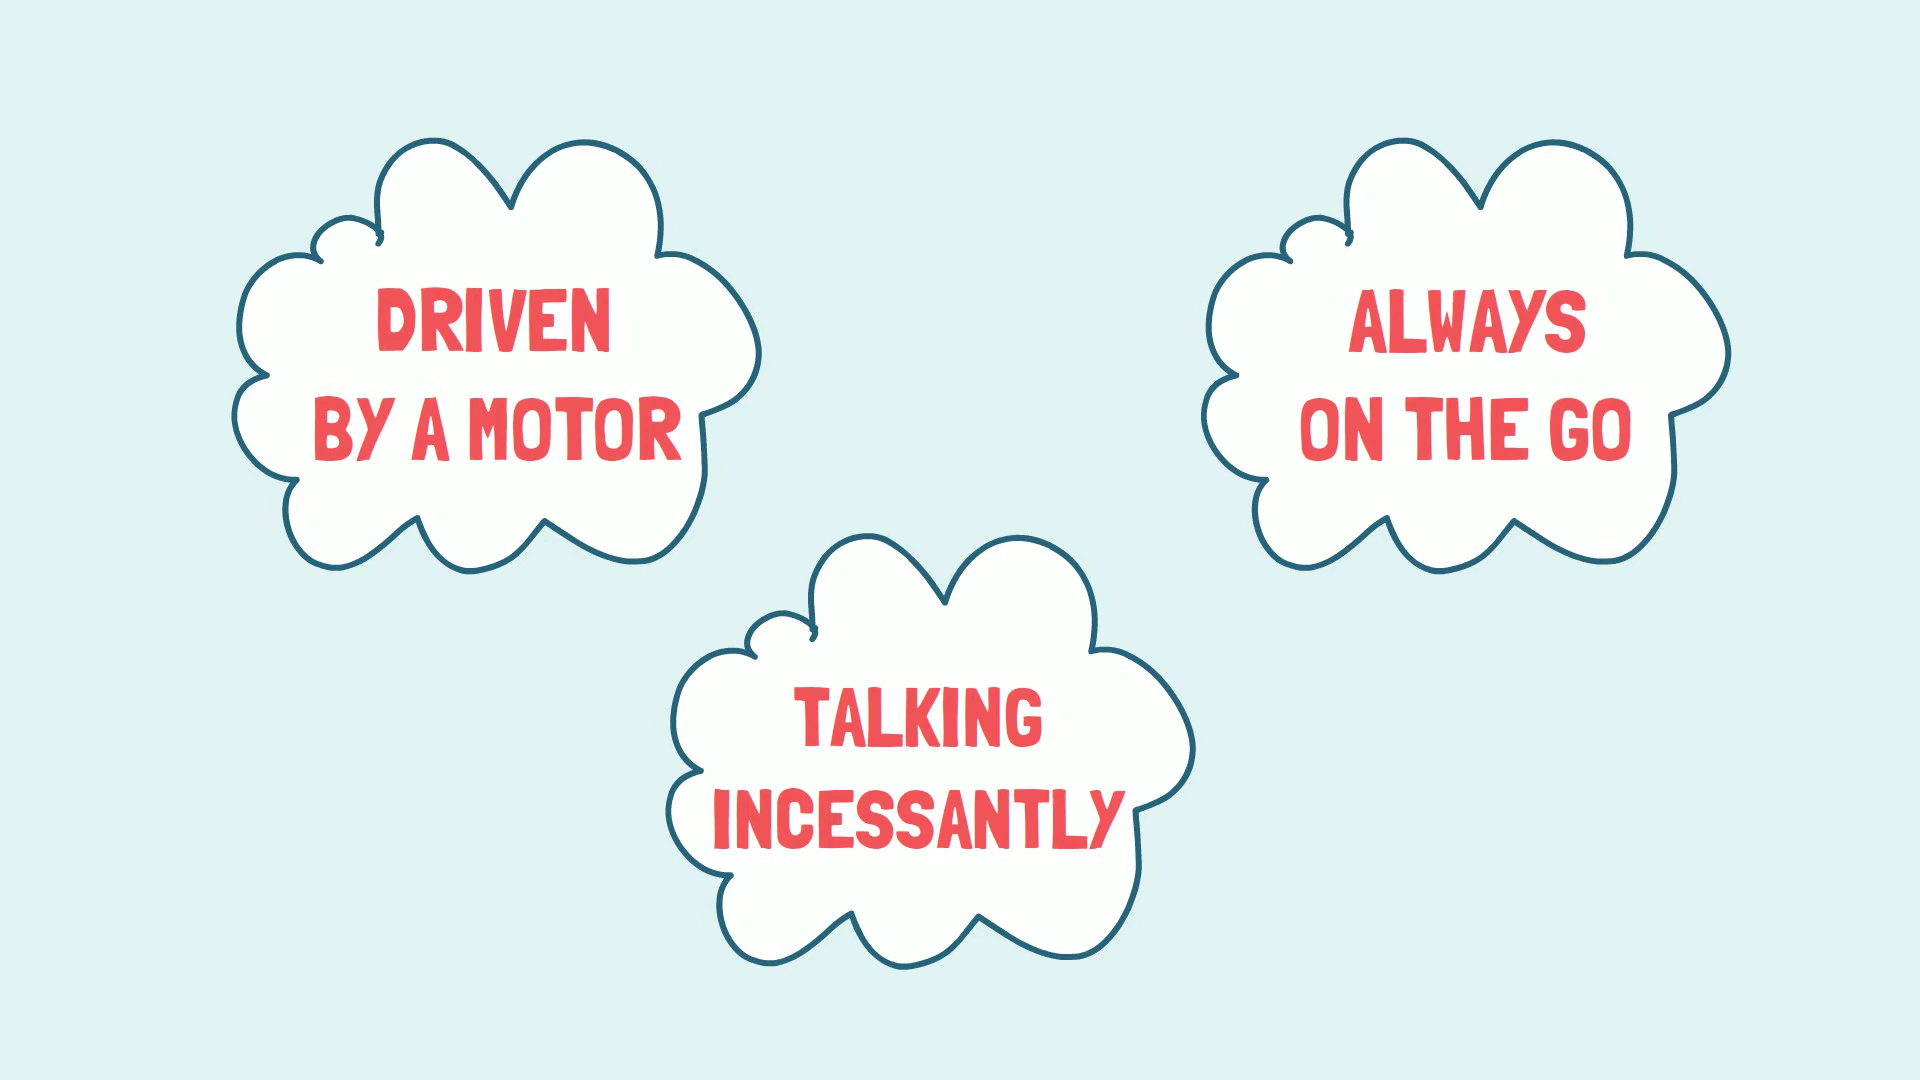 DRIVEN
BY A MOTOR
ALWAYS
ON THE GO
TALKING
INCESSANTLY